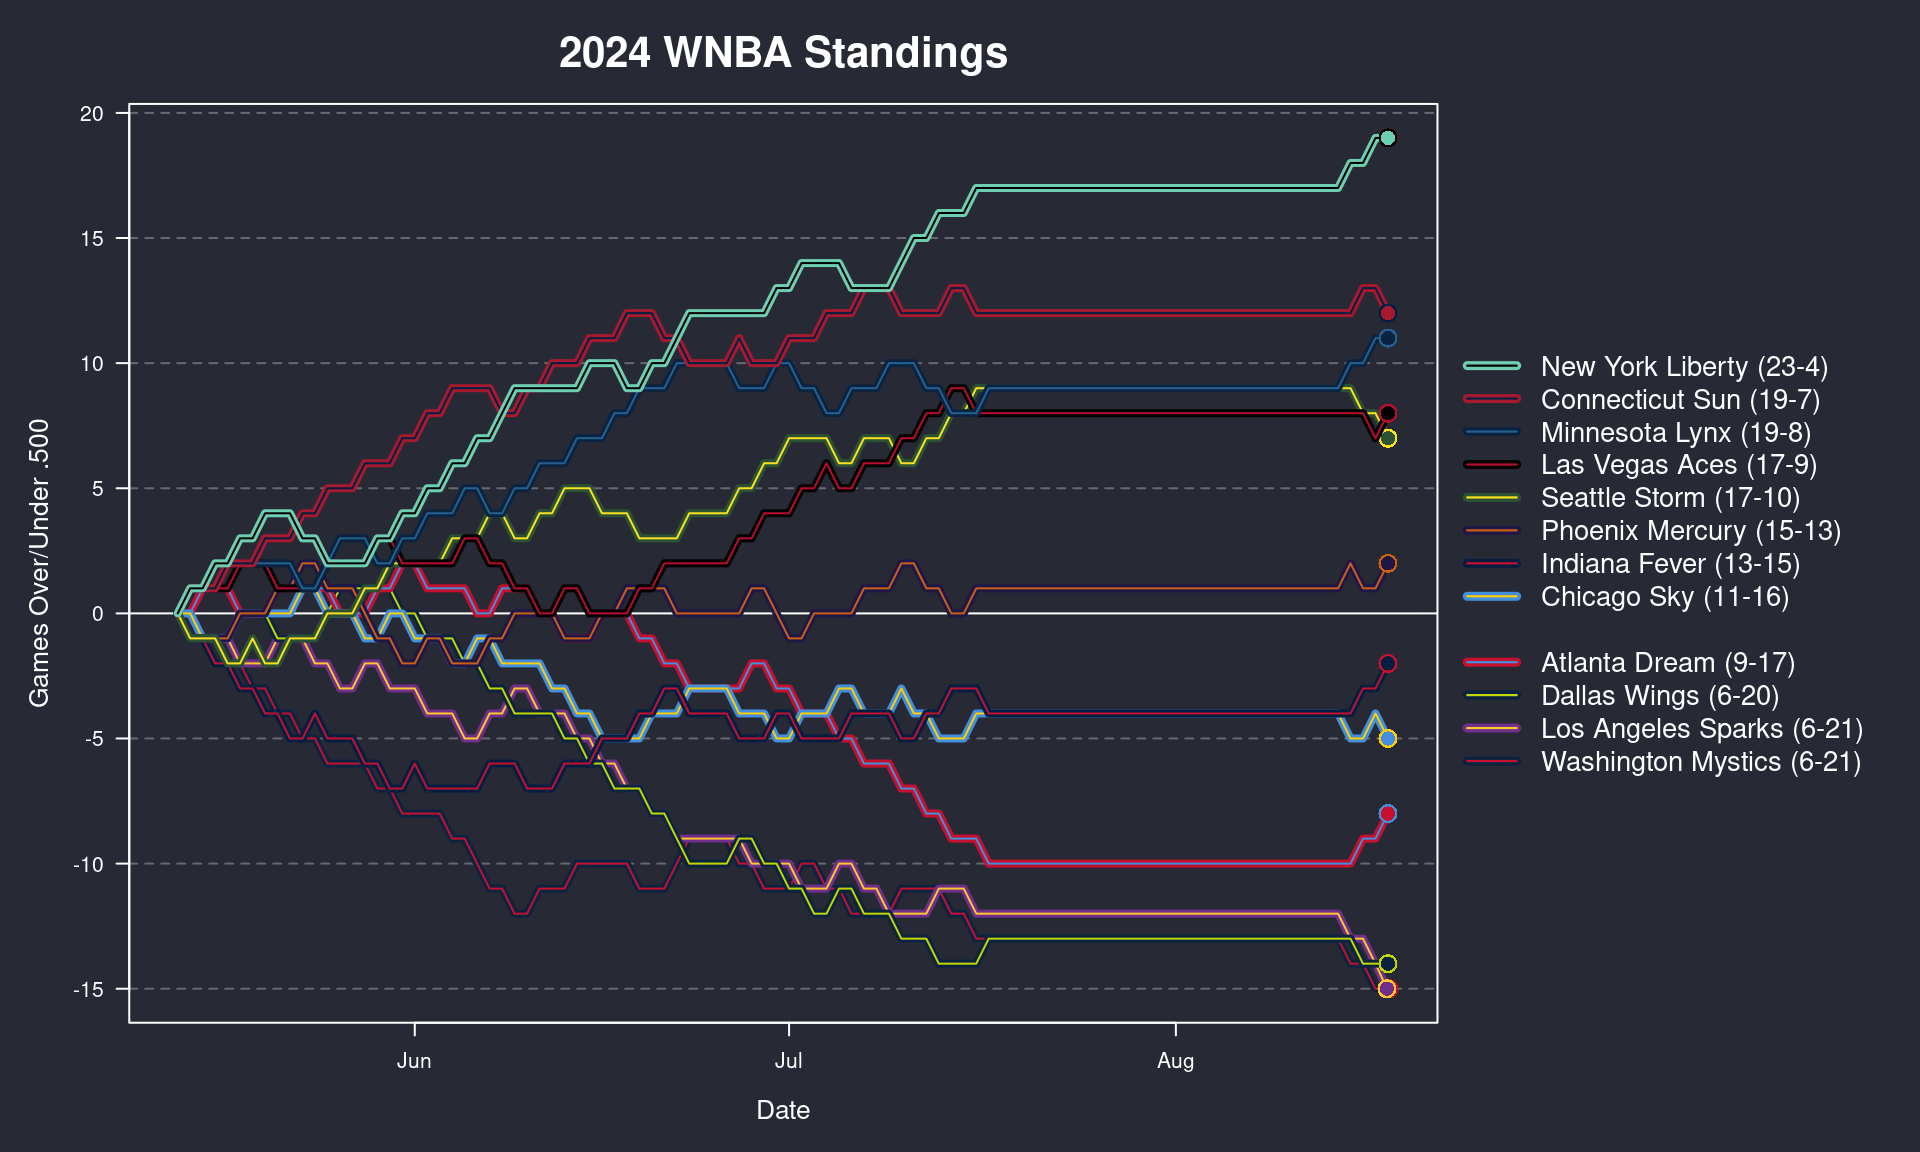 2024 WNBA Standings
Games Over/Under .500
20
15
10
5
0
-5
-10
-15
Jun
Jul
Aug
Date
New York Liberty (23-4)
Connecticut Sun (19-7)
Minnesota Lynx (19-8)
Las Vegas Aces (17-9)
Seattle Storm (17-10)
Phoenix Mercury (15-13)
Indiana Fever (13-15)
Chicago Sky (11-16)
Atlanta Dream (9-17)
Dallas Wings (6-20)
Los Angeles Sparks (6-21)
Washington Mystics (6-21)